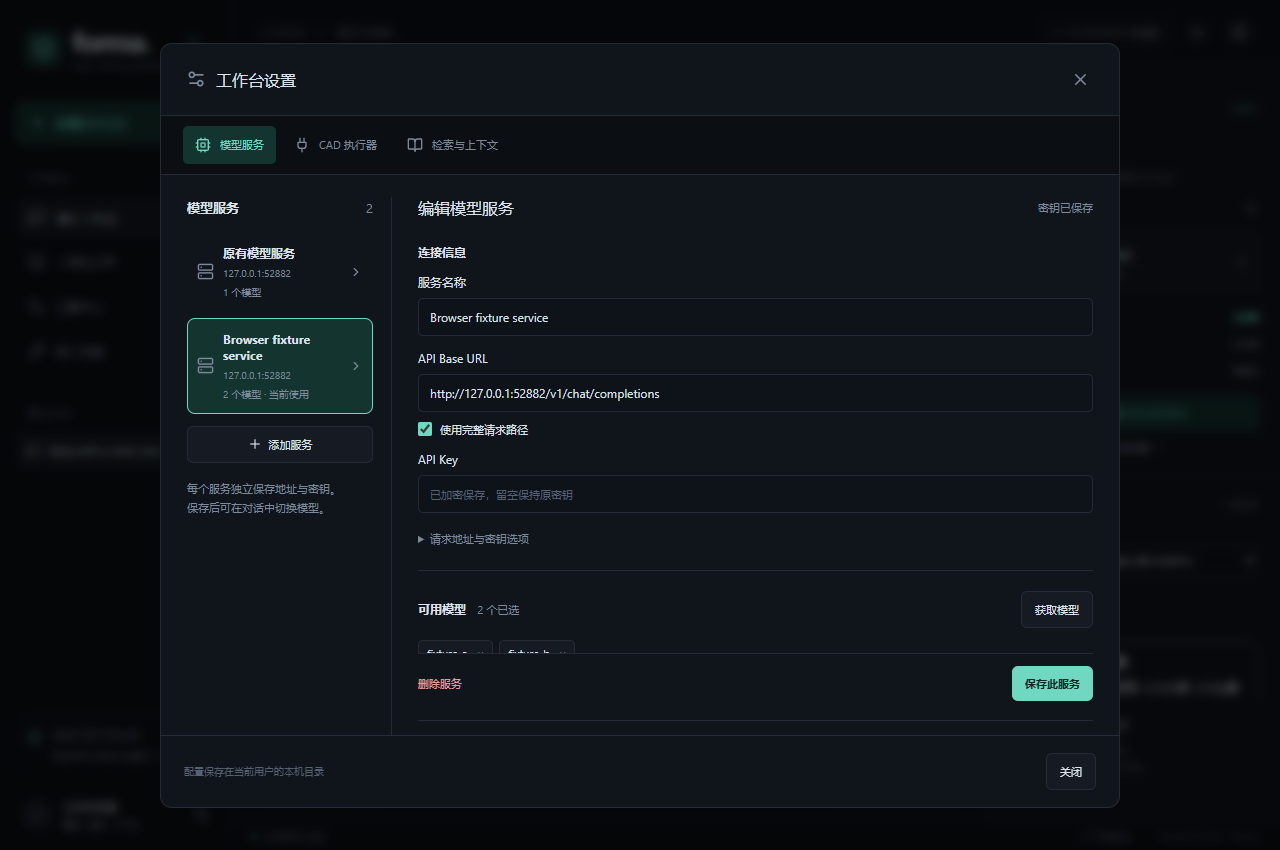 工作台设置
模型服务
CAD 执行器
检索与上下文
模型服务 2
原有模型服务
127.0.0.1:52882
1 个模型
Browser fixture
service
127.0.0.1:52882
2 个模型 · 当前使用
添加服务
每个服务独立保存地址与密钥。
保存后可在对话中切换模型。
编辑模型服务
密钥已保存
连接信息
服务名称
Browser fixture service
API Base URL
http://127.0.0.1:52882/v1/chat/completions
使用完整请求路径
API Key
已加密保存，留空保持原密钥
请求地址与密钥选项
可用模型 2 个已选
获取模型
删除服务
保存此服务
配置保存在当前用户的本机目录
关闭